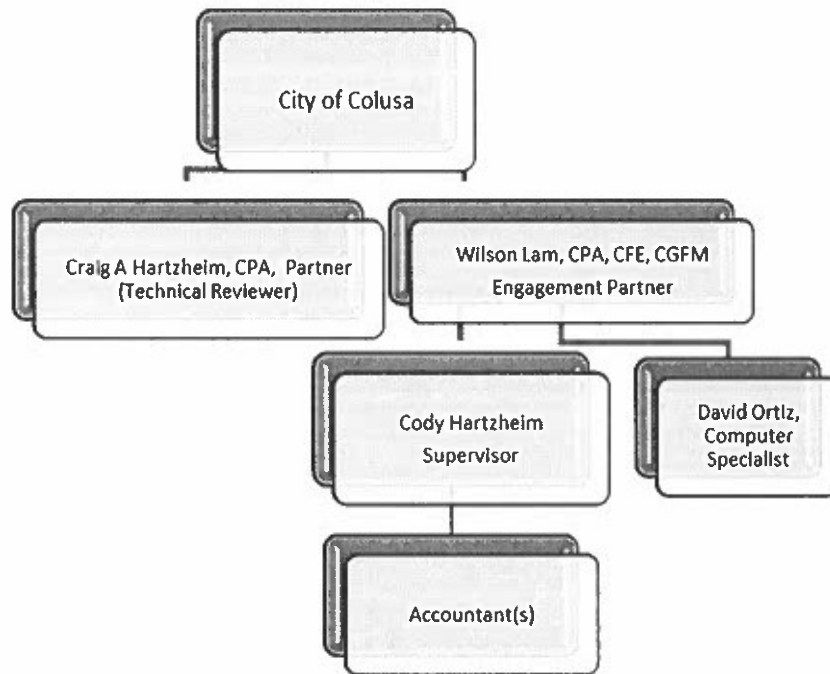 City of Colusa
Craig A Hartzheim, CPA, Partner
(Technical Reviewer)
Wilson Lam, CPA, CFE, CGFM
Engagement Partner
Cody Hartzheim
Supervisor
David Ortiz,
Computer
Specialist
Accountant(s)